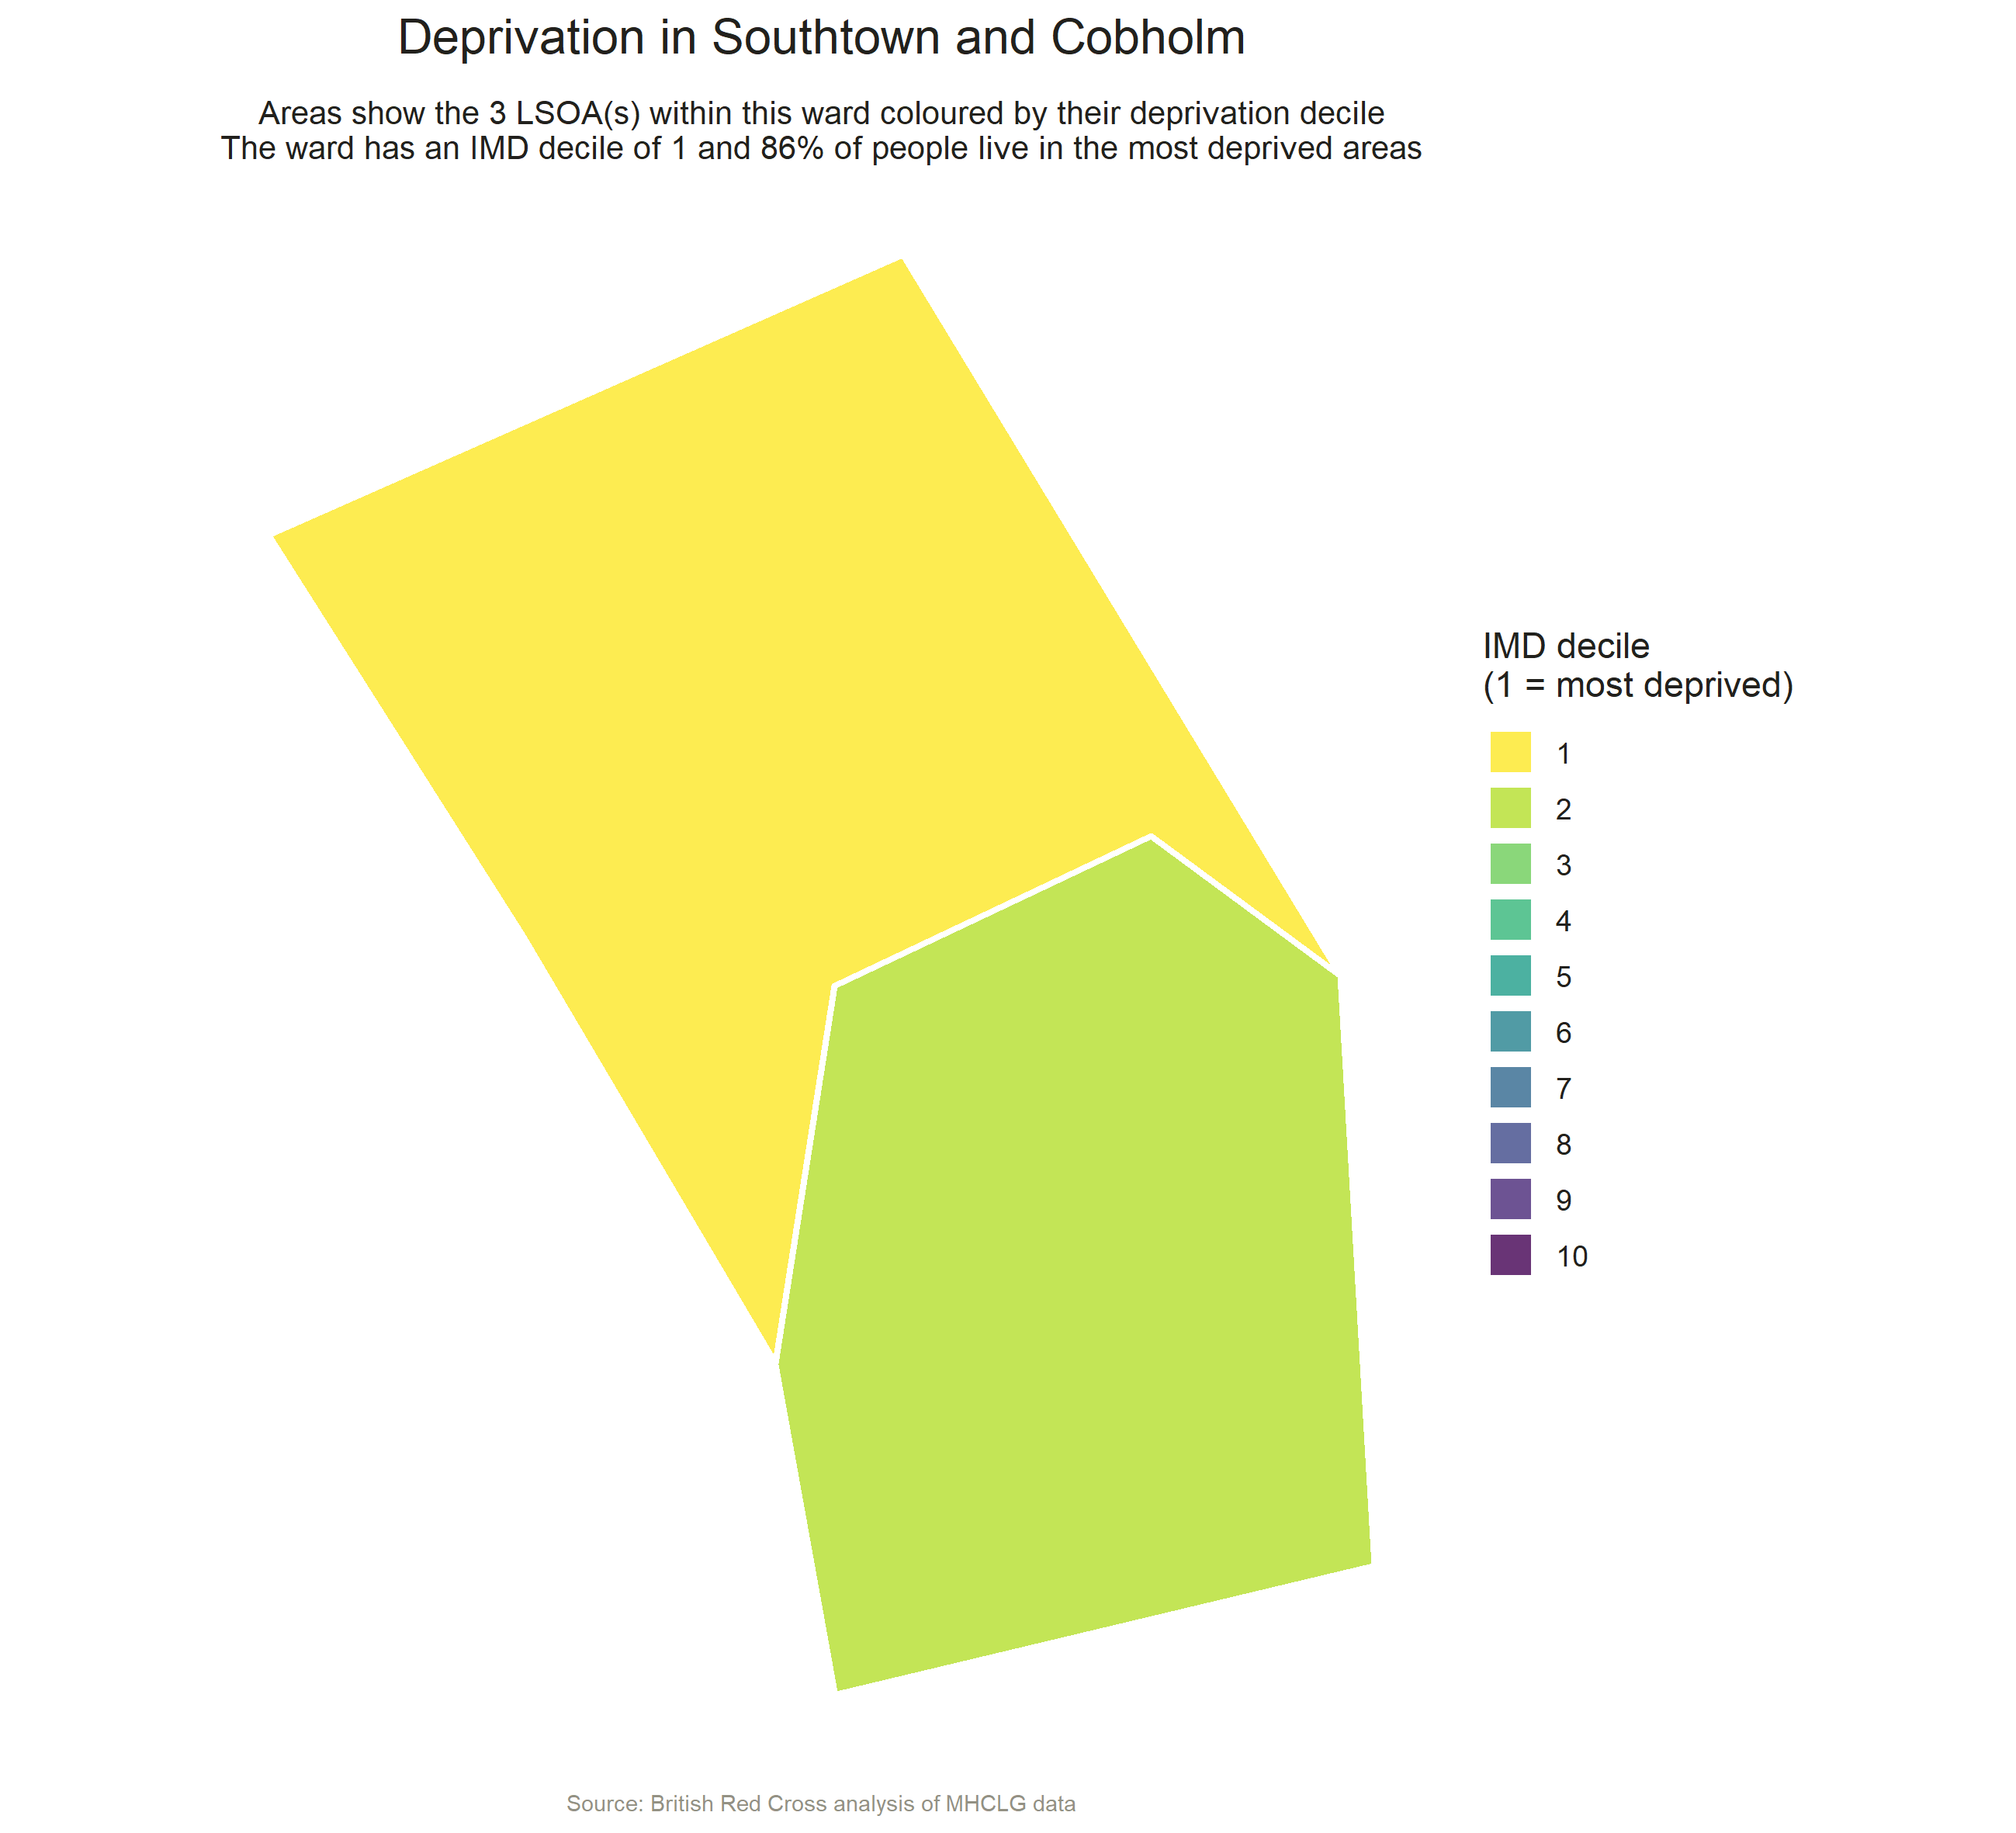 Deprivation in Southtown and Cobholm
Areas show the 3 LSOA(s) within this ward coloured by their deprivation decile
The ward has an IMD decile of 1 and 86% of people live in the most deprived areas
IMD decile
(1 = most deprived)
1
2
3
4
5
6
7
8
9
10
Source: British Red Cross analysis of MHCLG data